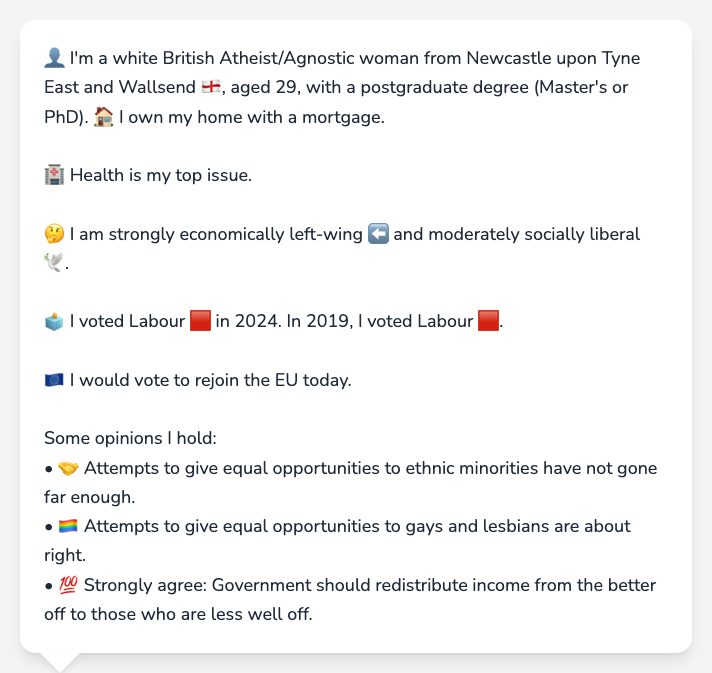 👤 I'm a white British Atheist/Agnostic woman from Newcastle upon Tyne
East and Wallsend 🏴󠁧󠁢󠁥󠁮󠁧󠁿, aged 29, with a postgraduate degree (Master's or
PhD). 🏠 I own my home with a mortgage.
🏥 Health is my top issue.
🤔 I am strongly economically left-wing ⬅️ and moderately socially liberal
🕊️.
🗳️ I voted Labour 🟥 in 2024. In 2019, I voted Labour 🟥.
🇪🇺 I would vote to rejoin the EU today.
Some opinions I hold:
• 🤝 Attempts to give equal opportunities to ethnic minorities have not gone
far enough.
• 🏳️‍🌈 Attempts to give equal opportunities to gays and lesbians are about
right.
• 💯 Strongly agree: Government should redistribute income from the better
off to those who are less well off.